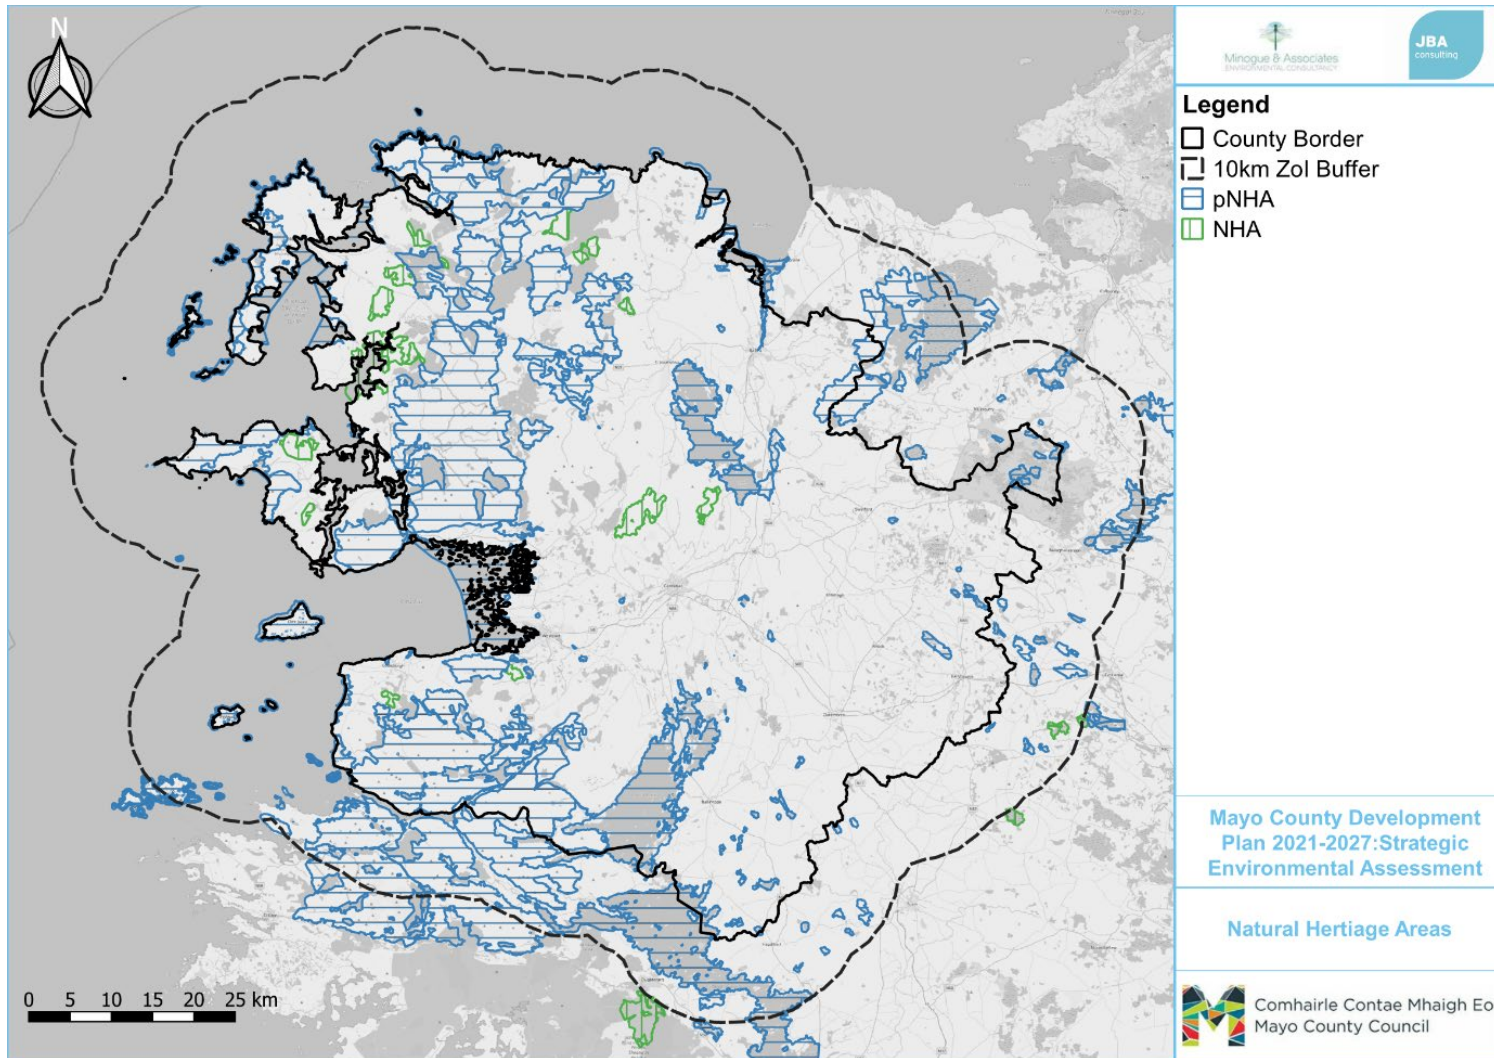 N
Minogue & Associates
ENVIRONMENTAL CONSULTANCY
JBA
consulting
Legend
County Border
10km ZoI Buffer
pNHA
NHA
Mayo County Development
Plan 2021-2027:Strategic
Environmental Assessment
Natural Hertiage Areas
0 5 10 15 20 25 km
Comhairle Contae Mhaigh Eo
Mayo County Council